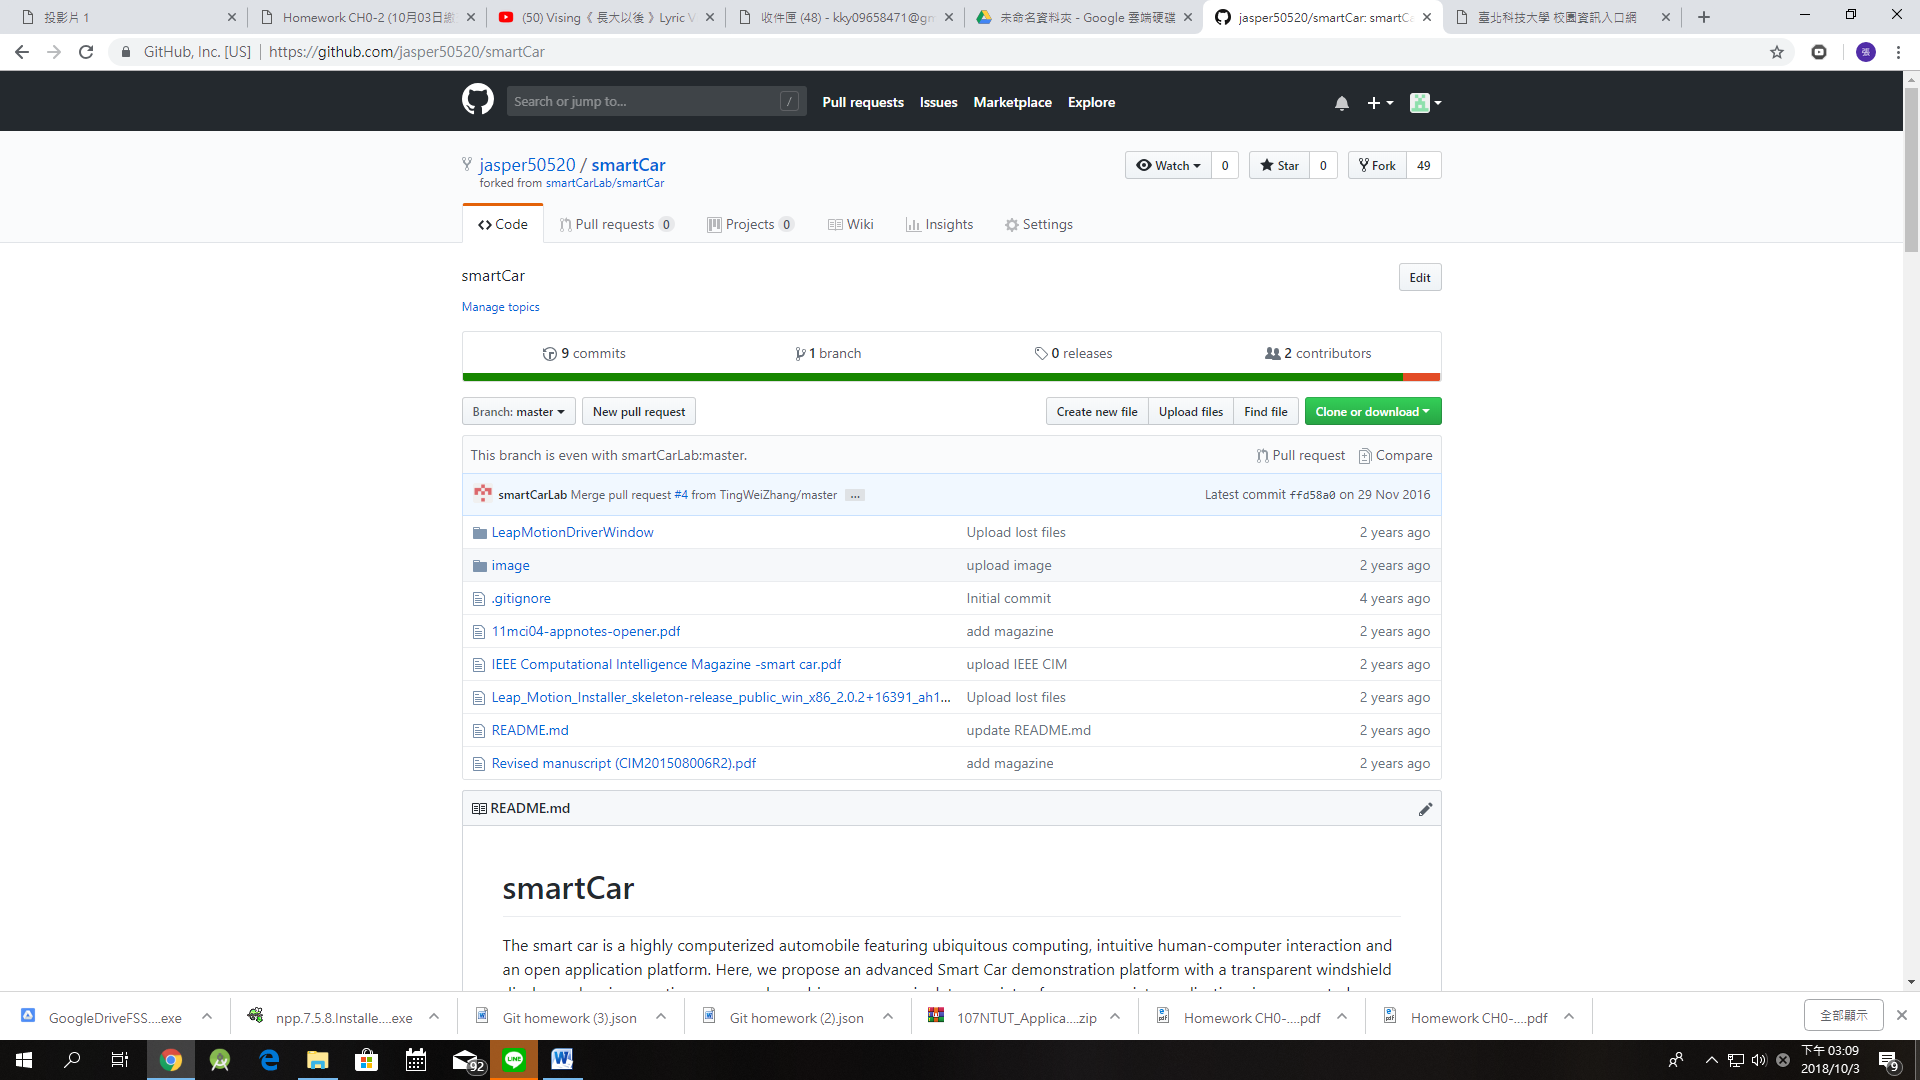 投影片 1
Homework CH0-2 (10月03日繳
(50) Vising《 長大以後 》Lyric V
收件匣 (48) - kky09658471@gm
未命名資料夾 - Google 雲端硬碟
jasper50520/smartCar: smartCa
臺北科技大學 校園資訊入口網
GitHub, Inc. [US] https://github.com/jasper50520/smartCar
張
Search or jump to... /
Pull requests Issues Marketplace Explore
jasper50520 / smartCar
forked from smartCarLab/smartCar
Watch 0 Star 0 Fork 49
Code Pull requests 0 Projects 0 Wiki Insights Settings
smartCar
Edit
Manage topics
9 commits 1 branch 0 releases 2 contributors
Branch: master New pull request Create new file Upload files Find file Clone or download
This branch is even with smartCarLab:master. Pull request Compare
smartCarLab Merge pull request #4 from TingWeiZhang/master ... Latest commit ffd58a0 on 29 Nov 2016
LeapMotionDriverWindow Upload lost files 2 years ago
image upload image 2 years ago
.gitignore Initial commit 4 years ago
11mci04-appnotes-opener.pdf add magazine 2 years ago
IEEE Computational Intelligence Magazine -smart car.pdf upload IEEE CIM 2 years ago
Leap_Motion_Installer_skeleton-release_public_win_x86_2.0.2+16391_ah1... Upload lost files 2 years ago
README.md update README.md 2 years ago
Revised manuscript (CIM201508006R2).pdf add magazine 2 years ago
README.md
smartCar
The smart car is a highly computerized automobile featuring ubiquitous computing, intuitive human-computer interaction and
an open application platform. Here, we propose an advanced Smart Car demonstration platform with a transparent windshield
GoogleDriveFSS....exe
npp.7.5.8.Installe....exe
Git homework (3).json
Git homework (2).json
107NTUT_Applica....zip
Homework CH0-....pdf
Homework CH0-....pdf
全部顯示
92
LINE
下午 03:09
2018/10/3
9